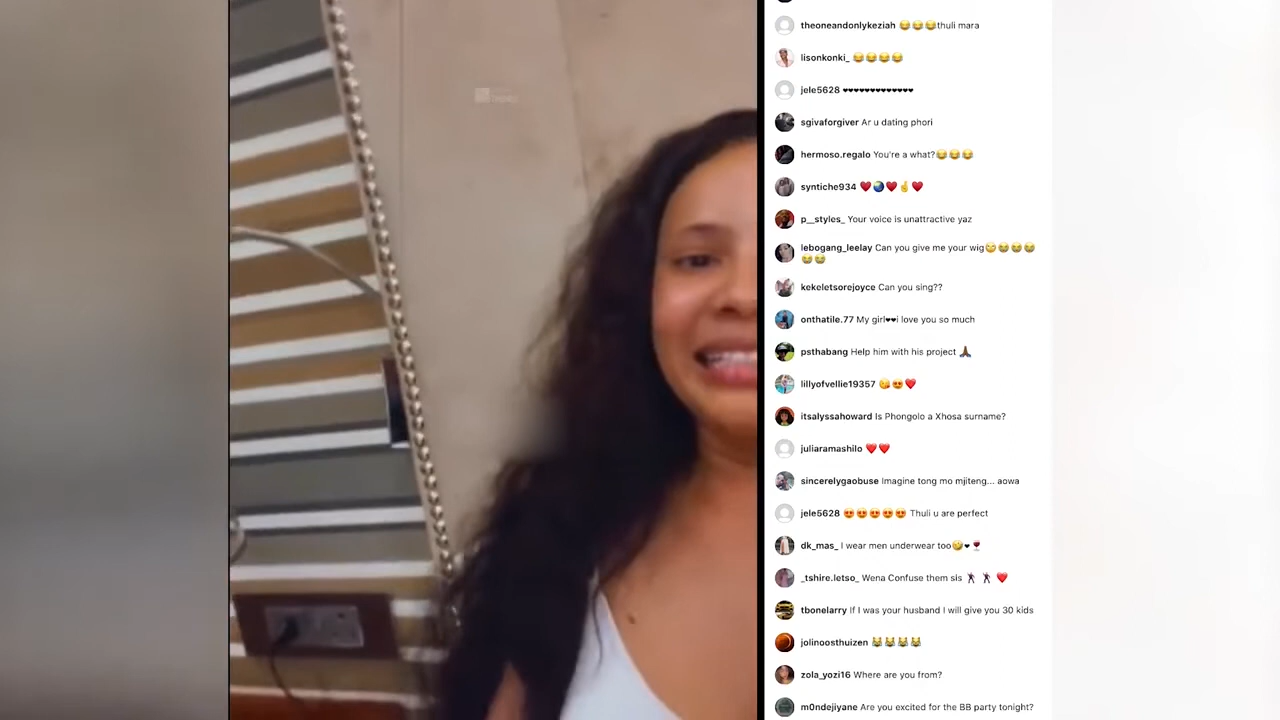 theoneandonlykeziah 😂😂😂thuli mara
lisonkonki_ 😂😂😂😂
jele5628 ❤❤❤❤❤❤❤❤❤❤❤❤❤
sgivaforgiver Ar u dating phori
hermoso.regalo You're a what?😂😂😂
syntiche934 ♥️🌏♥️🤞♥️
p__styles_ Your voice is unattractive yaz
lebogang_leelay Can you give me your wig🙄😭😭😭
😭😭
kekeletsorejoyce Can you sing??
onthatile.77 My girl❤❤i love you so much
psthabang Help him with his project 🙏🏾
lillyofvellie19357 😘😍❤️
itsalyssahoward Is Phongolo a Xhosa surname?
juliaramashilo ❤️❤️
sincerelygaobuse Imagine tong mo mjiteng... aowa
jele5628 😍😍😍😍😍 Thuli u are perfect
dk_mas_ I wear men underwear too🤣❤🍷
_tshire.letso_ Wena Confuse them sis 🕺🕺❤️
tbonelarry If I was your husband I will give you 30 kids
jolinoosthuizen 😹😹😹😹
zola_yozi16 Where are you from?
m0ndejiyane Are you excited for the BB party tonight?